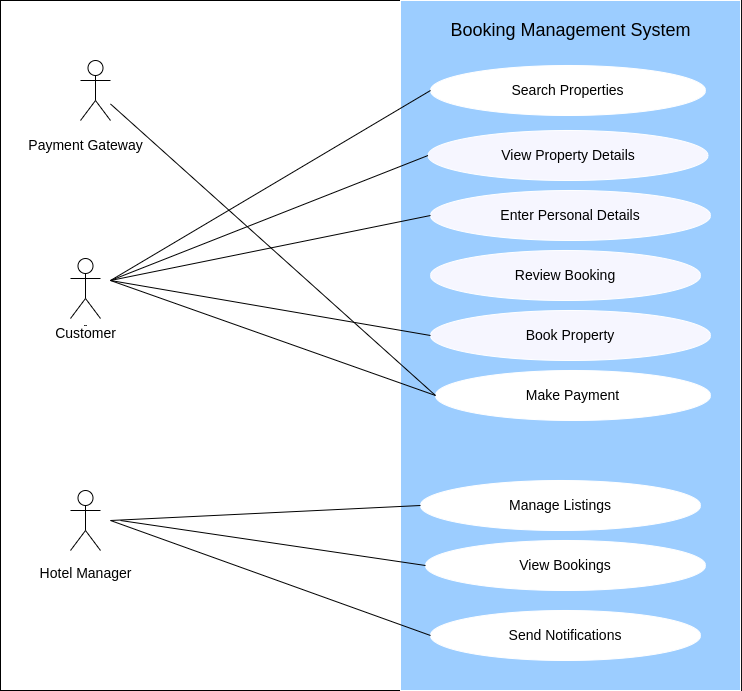 Booking Management System
Search Properties
Payment Gateway
View Property Details
Enter Personal Details
Review Booking
Customer
Book Property
Make Payment
Manage Listings
Hotel Manager
View Bookings
Send Notifications